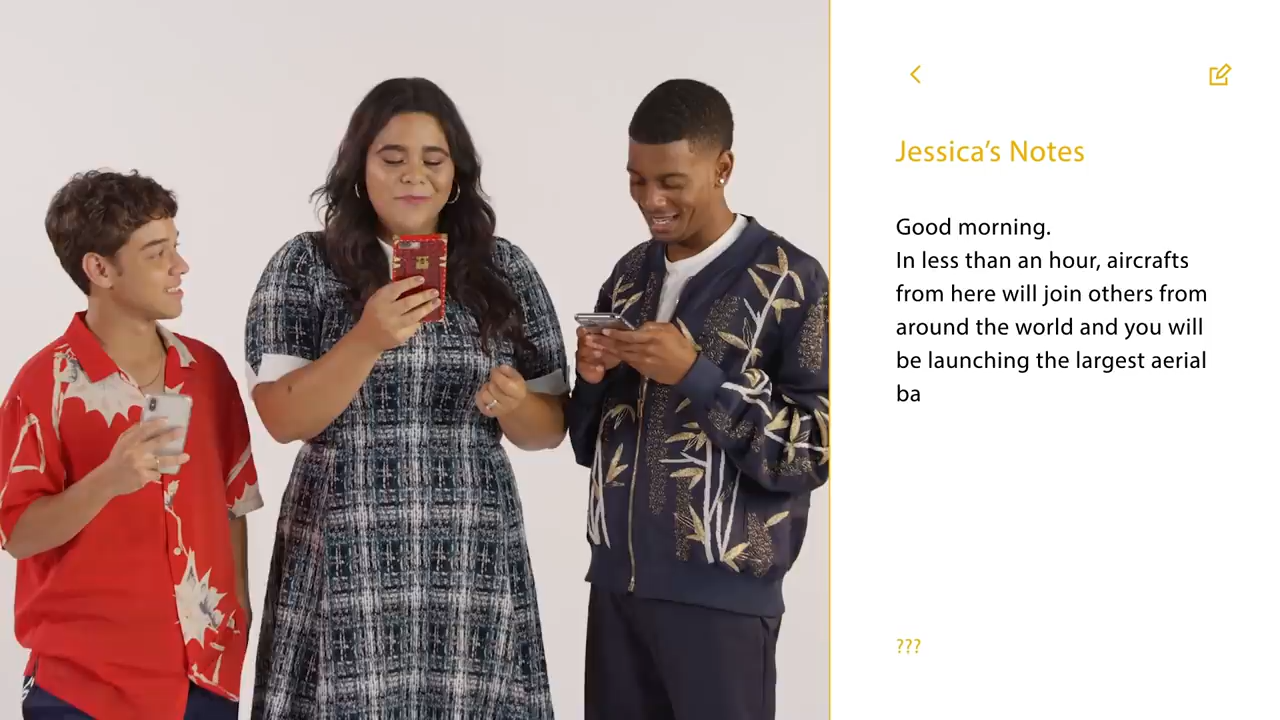 Jessica’s Notes
Good morning.
In less than an hour, aircrafts
from here will join others from
around the world and you will
be launching the largest aerial
ba
???